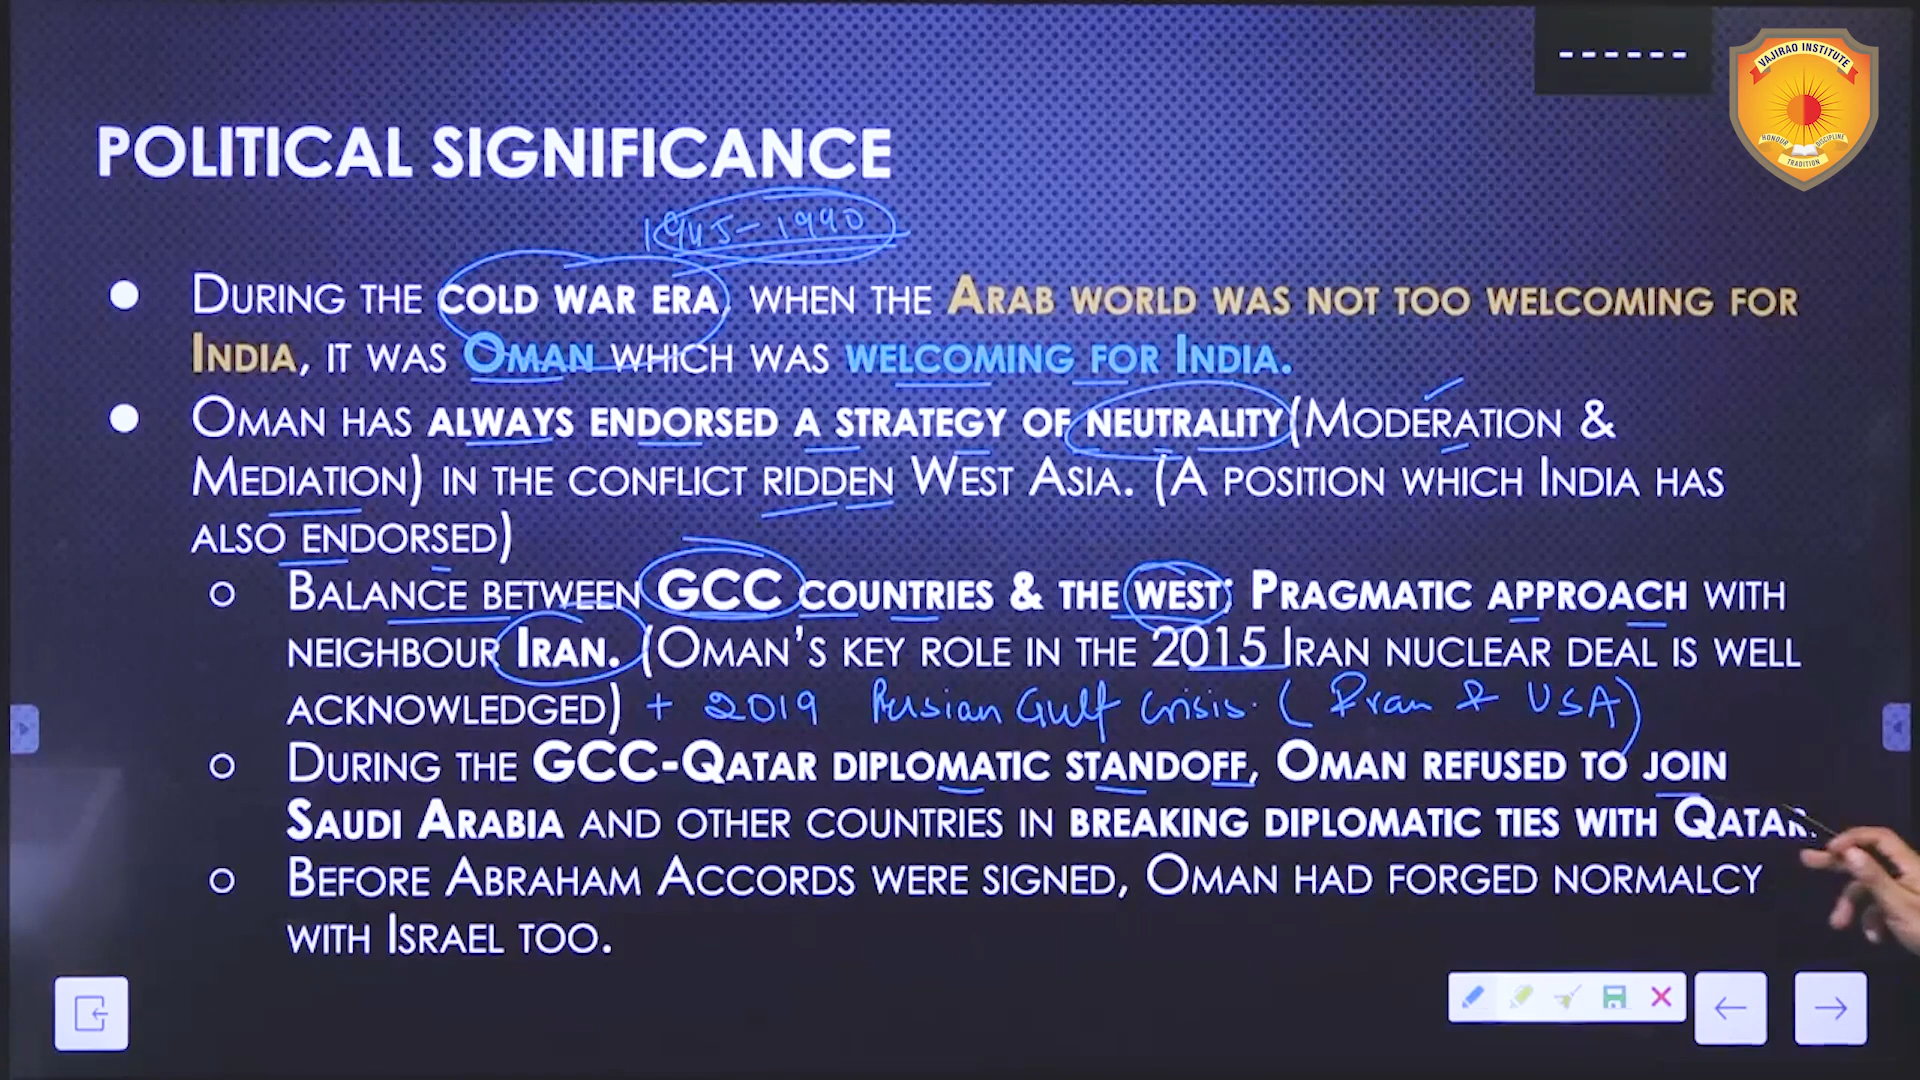 VAJIRAO INSTITUTE
HONOUR DISCIPLINE
TRADITION
POLITICAL SIGNIFICANCE
1945-1990
DURING THE COLD WAR ERA, WHEN THE ARAB WORLD WAS NOT TOO WELCOMING FOR
INDIA, IT WAS OMAN WHICH WAS WELCOMING FOR INDIA.
OMAN HAS ALWAYS ENDORSED A STRATEGY OF NEUTRALITY(MODERATION &
MEDIATION) IN THE CONFLICT RIDDEN WEST ASIA. (A POSITION WHICH INDIA HAS
ALSO ENDORSED)
BALANCE BETWEEN GCC COUNTRIES & THE WEST; PRAGMATIC APPROACH WITH
NEIGHBOUR IRAN. (OMAN'S KEY ROLE IN THE 2015 IRAN NUCLEAR DEAL IS WELL
ACKNOWLEDGED) + 2019 Persian Gulf Crisis. (Iran & USA)
DURING THE GCC-QATAR DIPLOMATIC STANDOFF, OMAN REFUSED TO JOIN
SAUDI ARABIA AND OTHER COUNTRIES IN BREAKING DIPLOMATIC TIES WITH QATAR.
BEFORE ABRAHAM ACCORDS WERE SIGNED, OMAN HAD FORGED NORMALCY
WITH ISRAEL TOO.